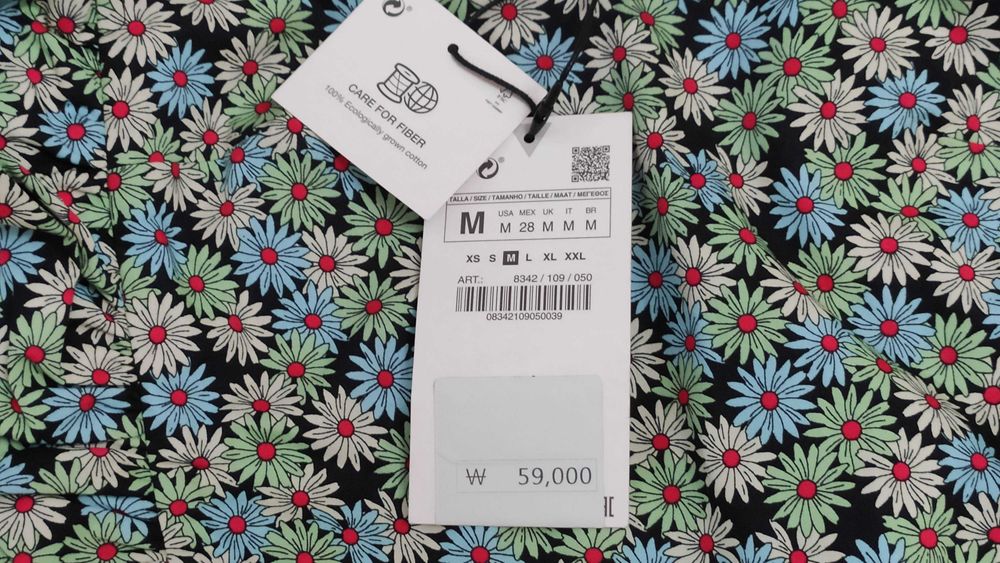 CARE FOR FIBER
100% Ecologically grown cotton
TALLA / SIZE / TAMANHO / TAILLE / MAAT / ΜΕΓΕΘΟΣ
M
USA MEX UK IT BR
M 28 M M M
XS S M L XL XXL
ART.: 8342 / 109 / 050
08342109050039
₩ 59,000